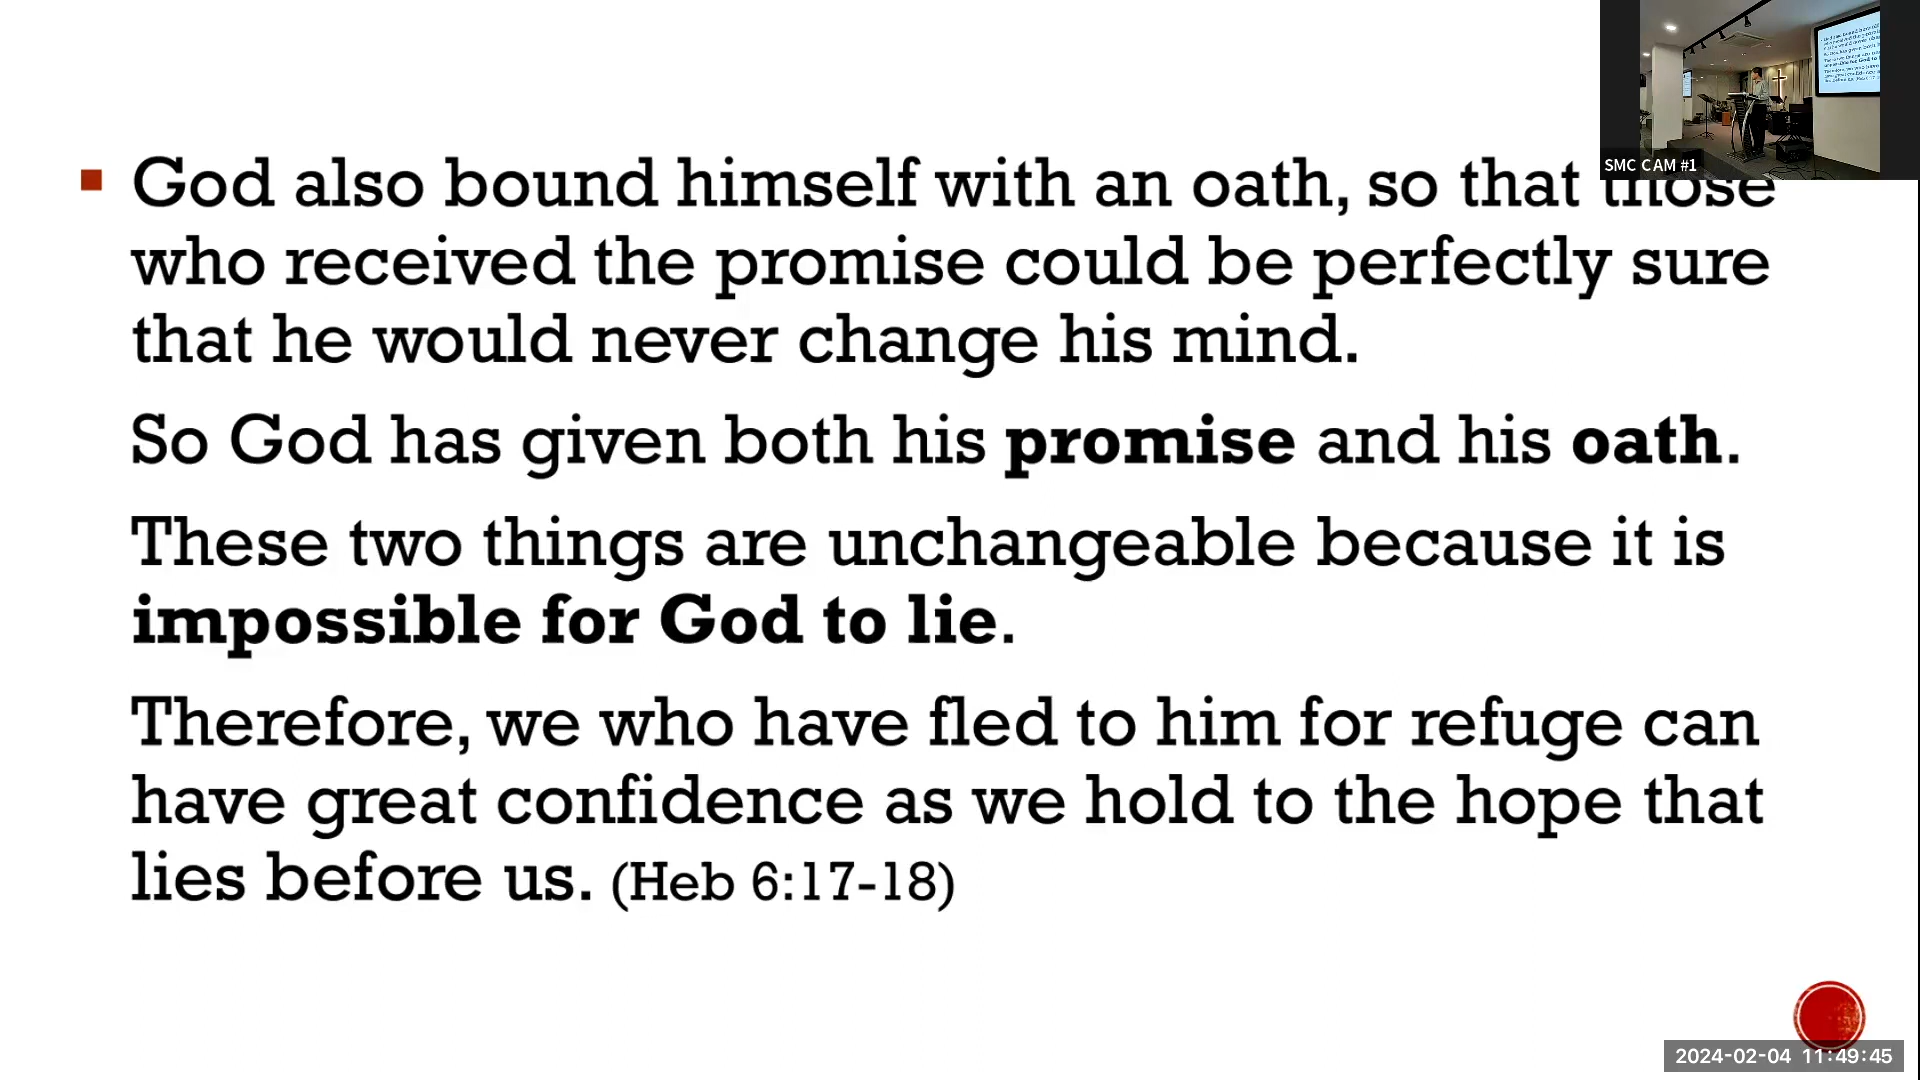 God also bound himself with an oath, so that those
who received the promise could be perfectly sure
that he would never change his mind.
So God has given both his promise and his oath.
These two things are unchangeable because it is
impossible for God to lie.
Therefore, we who have fled to him for refuge can
have great confidence as we hold to the hope that
lies before us. (Heb 6:17-18)
SMC CAM #1
2024-02-04 11:49:45